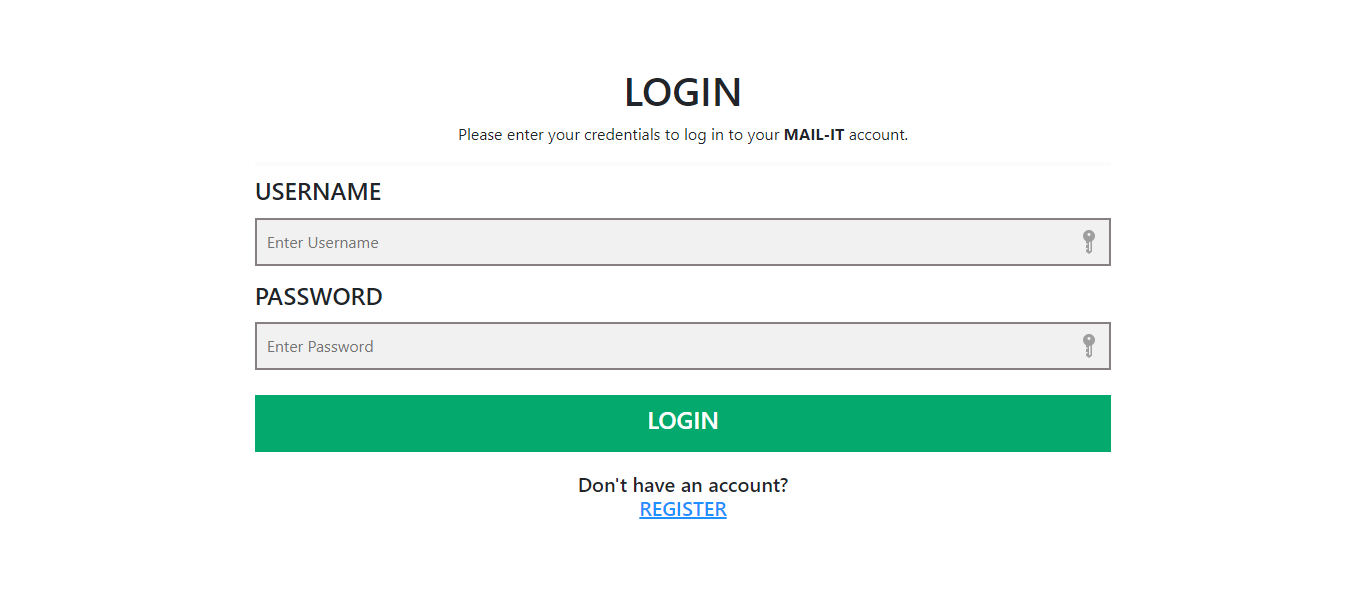 LOGIN
Please enter your credentials to log in to your MAIL-IT account.
USERNAME
Enter Username
PASSWORD
Enter Password
LOGIN
Don't have an account?
REGISTER